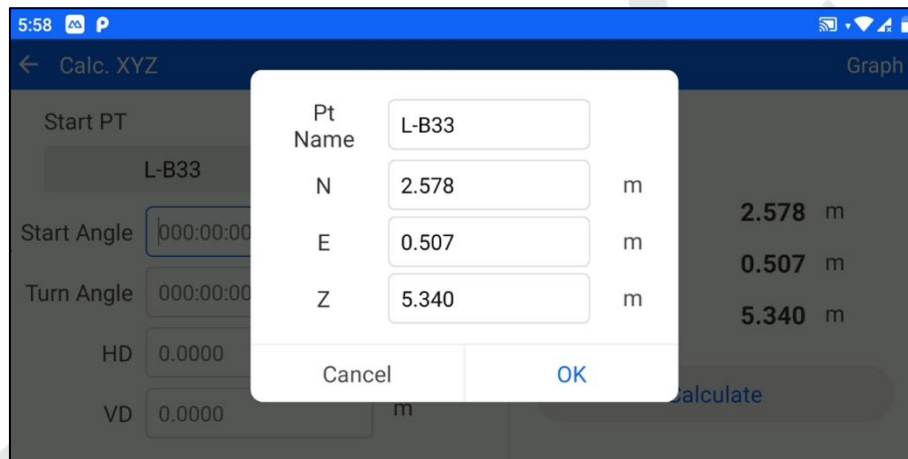 5:58
Calc. XYZ
Graph
Start PT
L-B33
Start Angle 000:00:00
Turn Angle 000:00:00
HD 0.0000
VD 0.0000 m
Pt Name L-B33
N 2.578 m
E 0.507 m
Z 5.340 m
Cancel OK
2.578 m
0.507 m
5.340 m
Calculate